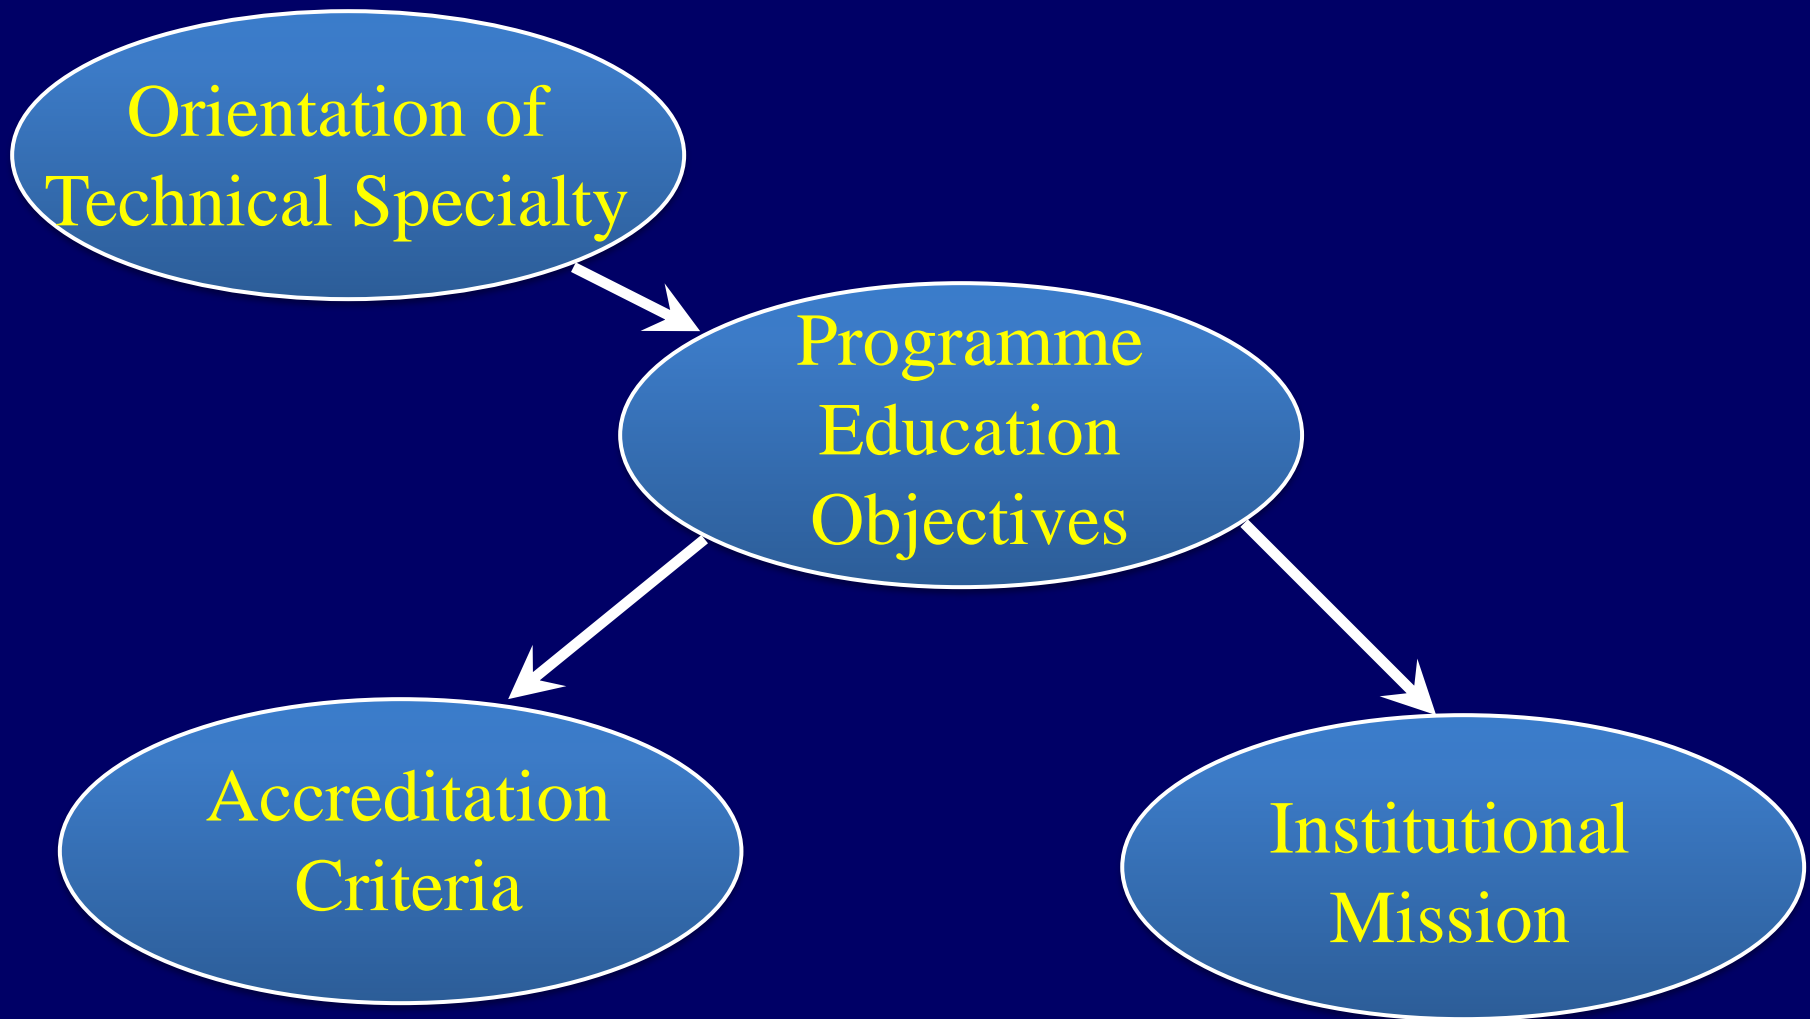 Orientation of
Technical Specialty
Programme
Education
Objectives
Accreditation
Criteria
Institutional
Mission